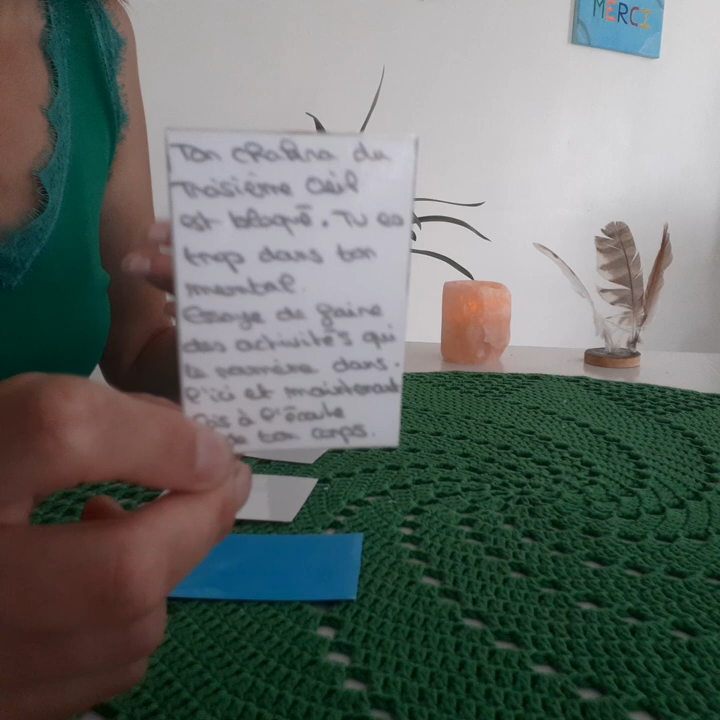 MERCI
Ton chakra du
Troisième Oeil
est bloqué. Tu es
trop dans ton
mental.
Essaye de faire
des activités qui
te ramène dans
l'ici et maintenant
Sois à l'écoute
de ton corps.